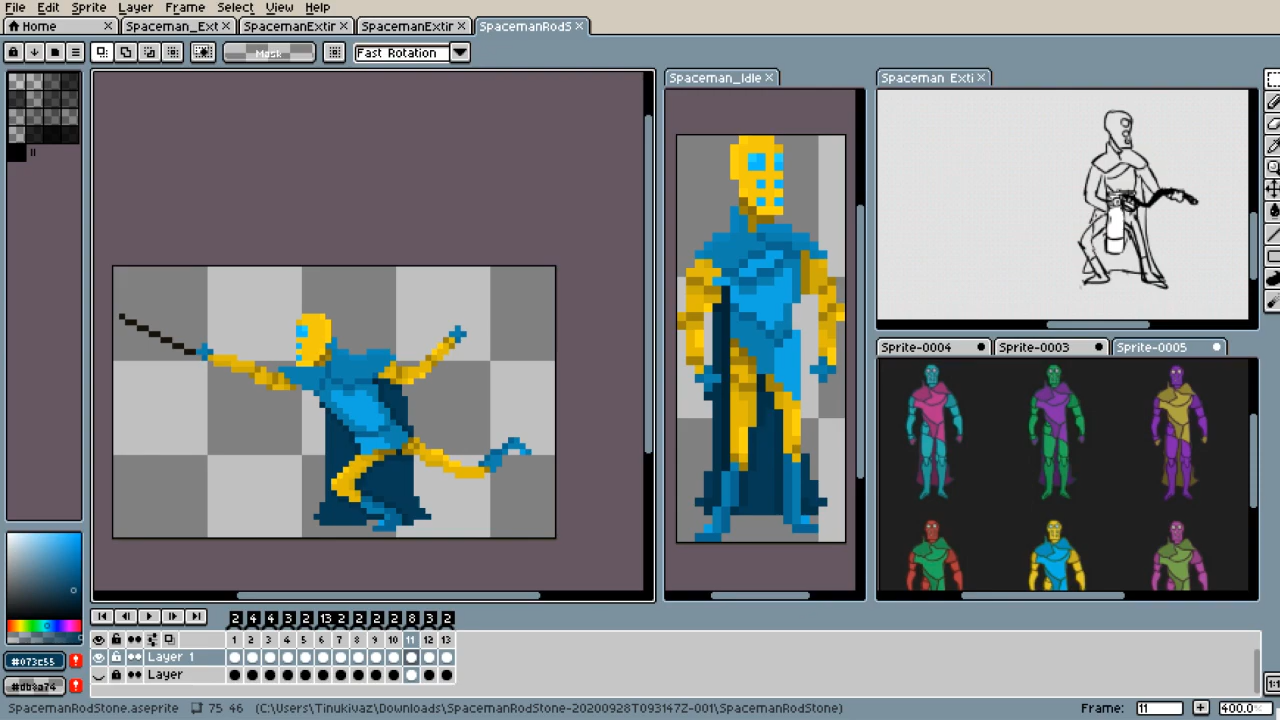 File Edit Sprite Layer Frame Select View Help
Home Spaceman_Ext SpacemanExtir SpacemanExtir SpacemanRodS
Mask Fast Rotation
Spaceman_Idle Spaceman Exti
Sprite-0004 Sprite-0003 Sprite-0005
2 4 4 3 2 13 2 2 2 2 8 3 2
1 2 3 4 5 6 7 8 9 10 11 12 13
Layer 1
Layer
#073c55
SpacemanRodStone.aseprite 75 46 (C:\Users\Tinukivaz\Downloads\SpacemanRodStone-20200928T093147Z-001\SpacemanRodStone) Frame: 11 400.0